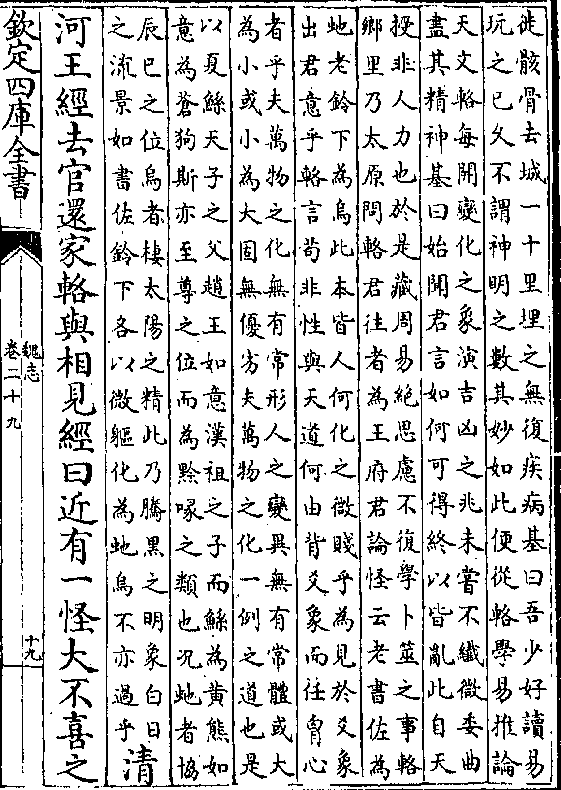 徙骸骨去城一十里埋之無復疾病基曰吾少好讀易
玩之已久不謂神明之數其妙如此便從輅學易推論
天文輅每開變化之象演吉凶之兆未嘗不纖微委曲
盡其精神基曰始聞君言如何可得終以皆亂此自天
授非人力也於是藏周易絕思慮不復學卜筮之事輅
鄉里乃太原問輅君往者為王府君論怪云老書佐為
虵老鈴下為烏此本皆人何化之微賤乎為見於爻象
出君意乎輅言苟非性與天道何由背爻象而任胷心
者乎夫萬物之化無有常形人之變異無有常體或大
為小或小為大固無優劣夫萬物之化一例之道也是
以夏鯀天子之父趙王如意漢祖之子而鯀為黃熊如
意為蒼狗斯亦至尊之位而為黔喙之類也况虵者協
辰巳之位烏者棲太陽之精此乃騰黑之明象白日
之流景如書佐鈴下各以微軀化為虵烏不亦過乎
清
河王經去官還家輅與相見經曰近有一怪大不喜之
欽定四庫全書
魏志
卷二十九
十九